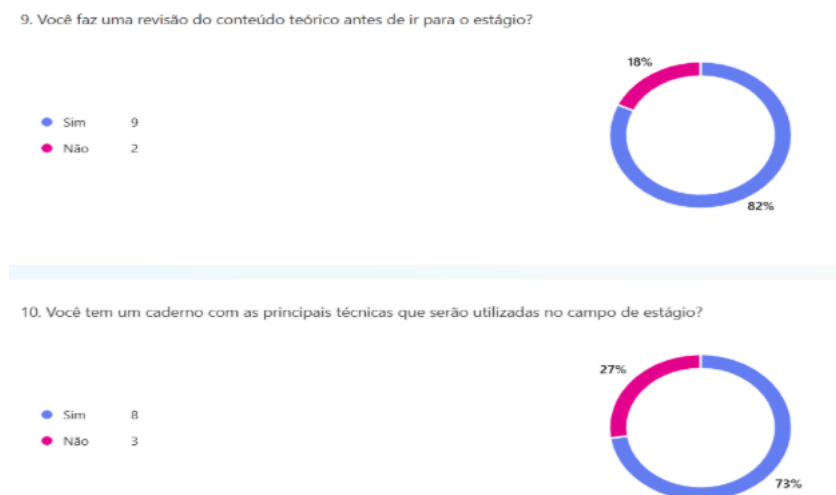 9. Você faz uma revisão do conteúdo teórico antes de ir para o estágio?
18%
Sim 9
Não 2
82%
10. Você tem um caderno com as principais técnicas que serão utilizadas no campo de estágio?
27%
Sim 8
Não 3
73%